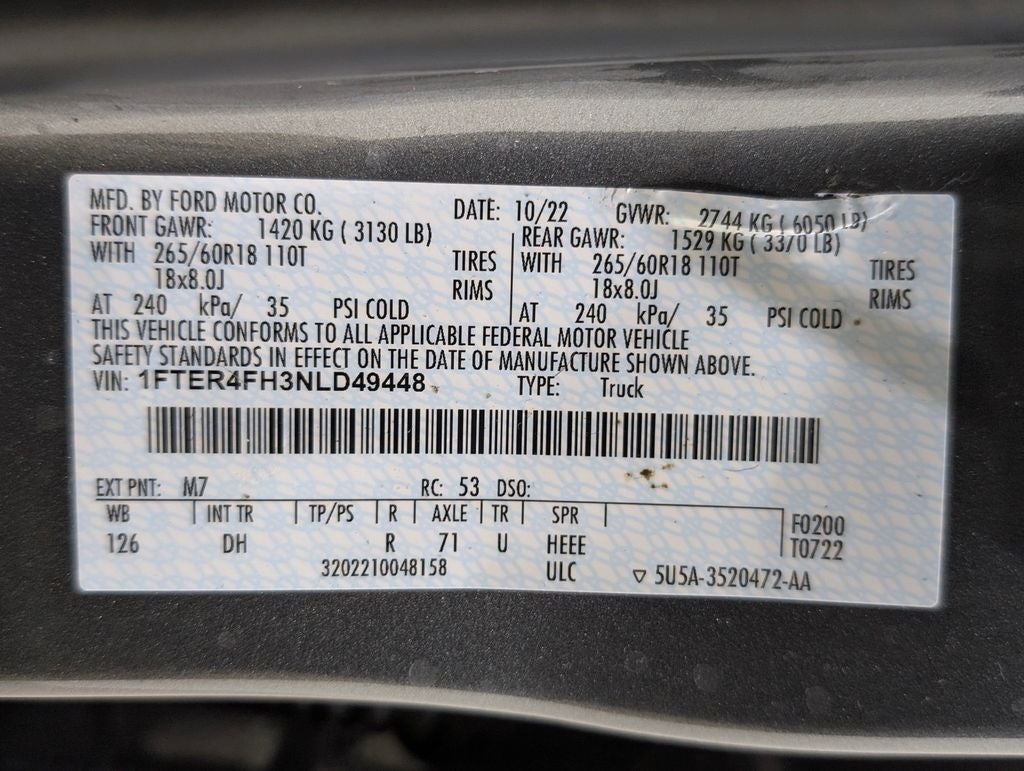 MFD. BY FORD MOTOR CO. DATE: 10/22 GVWR: 2744 KG ( 6050 LB)
FRONT GAWR: 1420 KG ( 3130 LB) REAR GAWR: 1529 KG ( 3370 LB)
WITH 265/60R18 110T TIRES WITH 265/60R18 110T TIRES
18x8.0J RIMS 18x8.0J RIMS
AT 240 kPa/ 35 PSI COLD AT 240 kPa/ 35 PSI COLD
THIS VEHICLE CONFORMS TO ALL APPLICABLE FEDERAL MOTOR VEHICLE
SAFETY STANDARDS IN EFFECT ON THE DATE OF MANUFACTURE SHOWN ABOVE.
VIN: 1FTER4FH3NLD49448 TYPE: Truck
EXT PNT: M7 RC: 53 DSO:
WB INT TR TP/PS R AXLE TR SPR F0200
126 DH R 71 U HEEE T0722
3202210048158 ULC ▽ 5U5A-3520472-AA